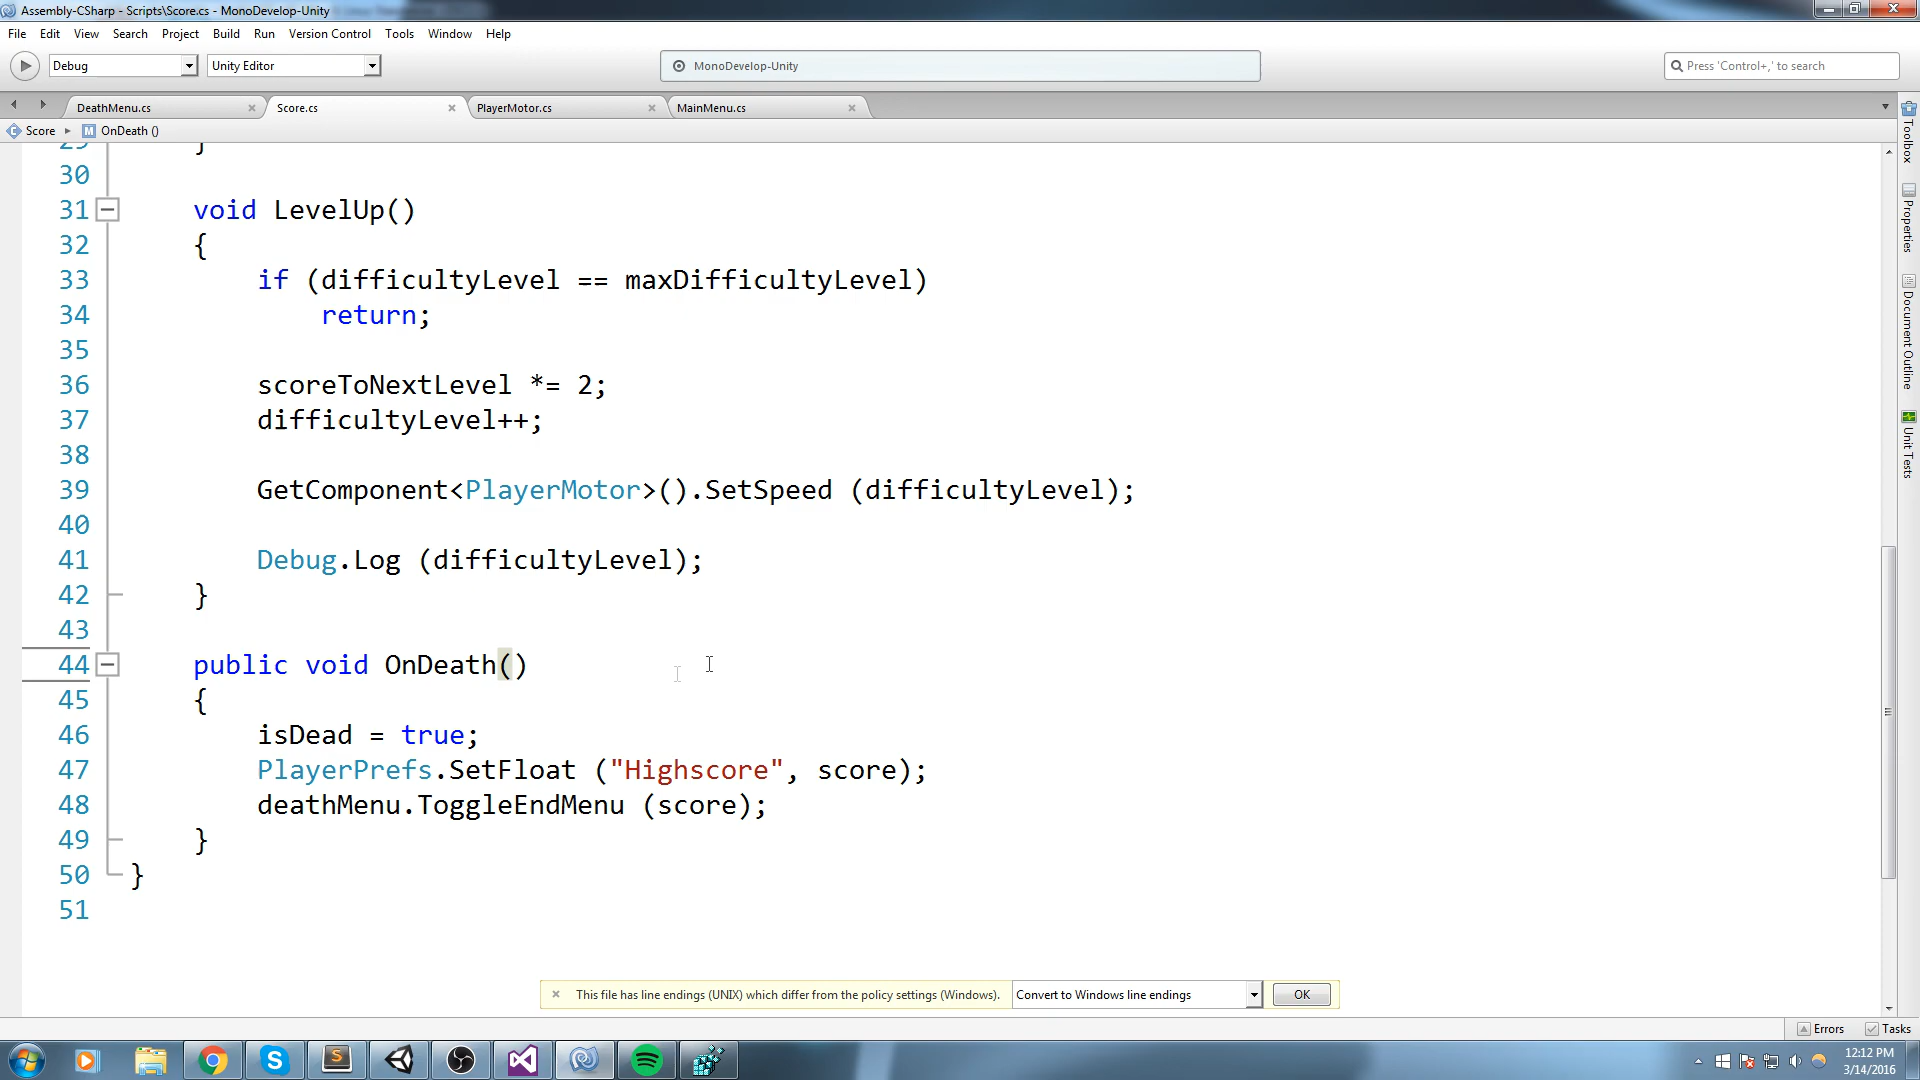 Assembly-CSharp - Scripts\Score.cs - MonoDevelop-Unity
File Edit View Search Project Build Run Version Control Tools Window Help
Debug Unity Editor MonoDevelop-Unity Press 'Control+,' to search
DeathMenu.cs Score.cs PlayerMotor.cs MainMenu.cs
Score OnDeath ()
29 }
30
31 void LevelUp()
32 {
33 if (difficultyLevel == maxDifficultyLevel)
34 return;
35
36 scoreToNextLevel *= 2;
37 difficultyLevel++;
38
39 GetComponent<PlayerMotor>().SetSpeed (difficultyLevel);
40
41 Debug.Log (difficultyLevel);
42 }
43
44 public void OnDeath()
45 {
46 isDead = true;
47 PlayerPrefs.SetFloat ("Highscore", score);
48 deathMenu.ToggleEndMenu (score);
49 }
50 }
51
Toolbox
Properties
Document Outline
Unit Tests
This file has line endings (UNIX) which differ from the policy settings (Windows). Convert to Windows line endings OK
Errors Tasks
12:12 PM
3/14/2016